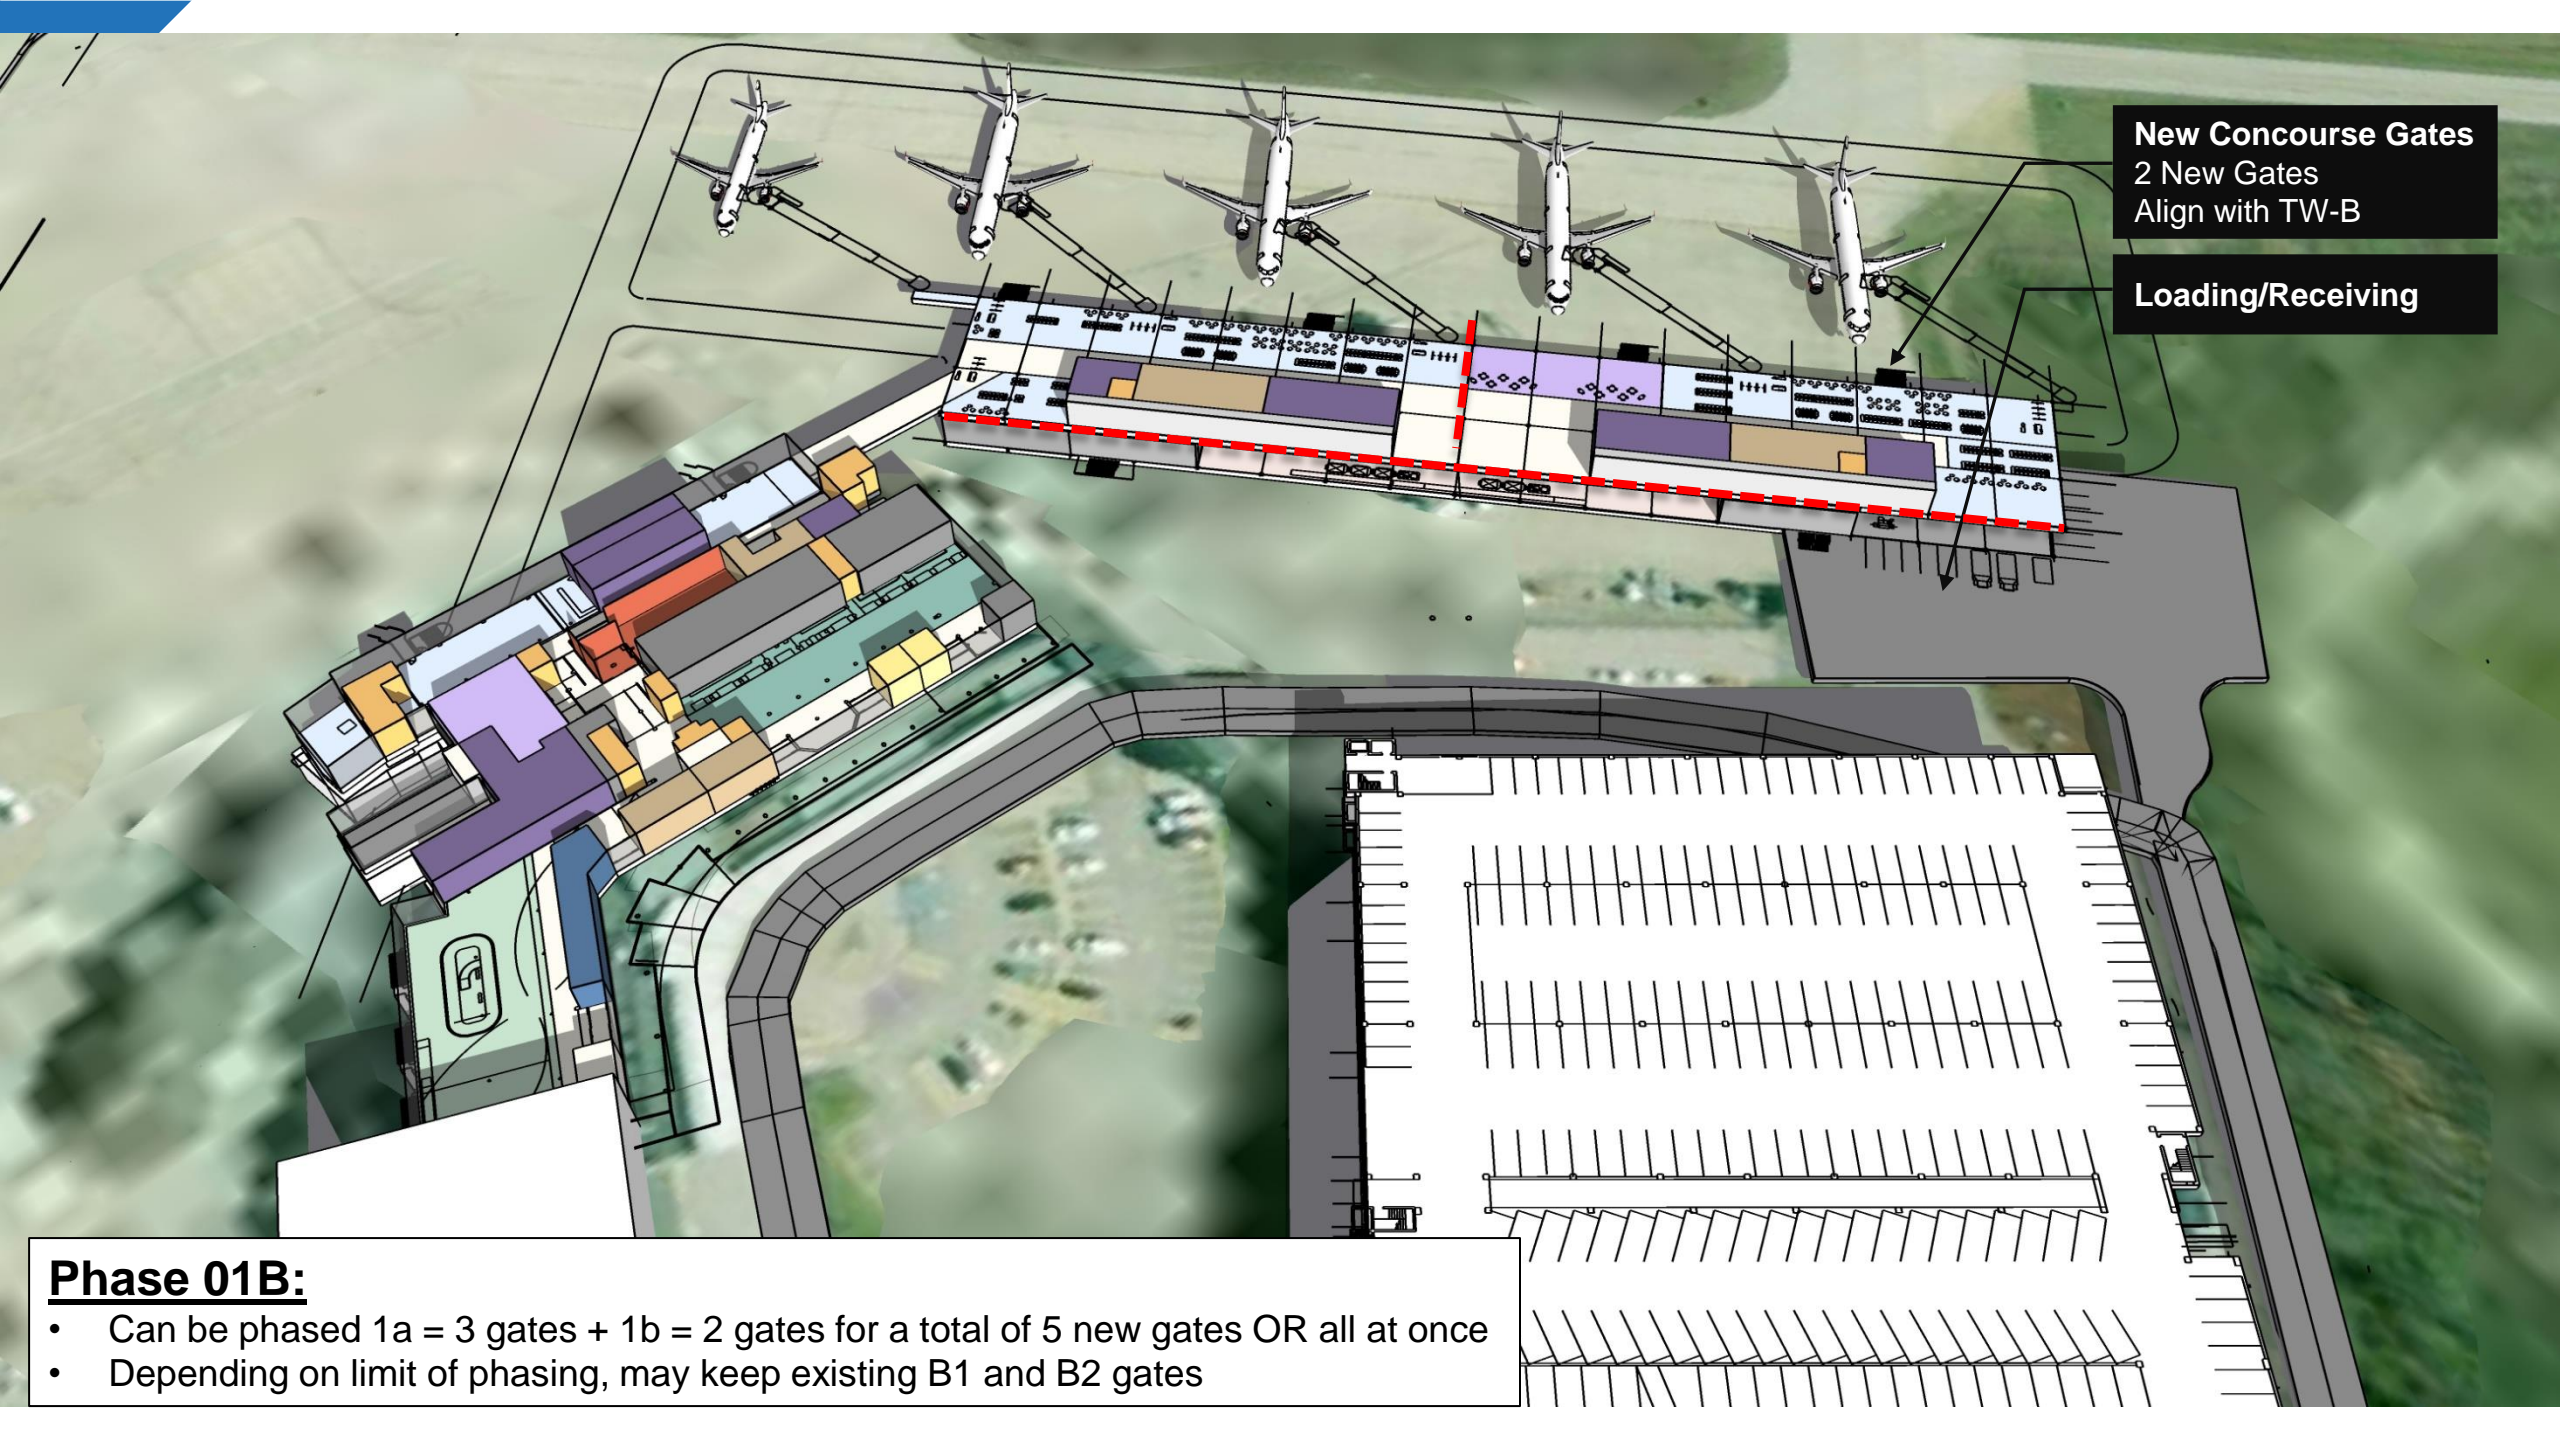 New Concourse Gates
2 New Gates
Align with TW-B
Loading/Receiving
Phase 01B:
• Can be phased 1a = 3 gates + 1b = 2 gates for a total of 5 new gates OR all at once
• Depending on limit of phasing, may keep existing B1 and B2 gates